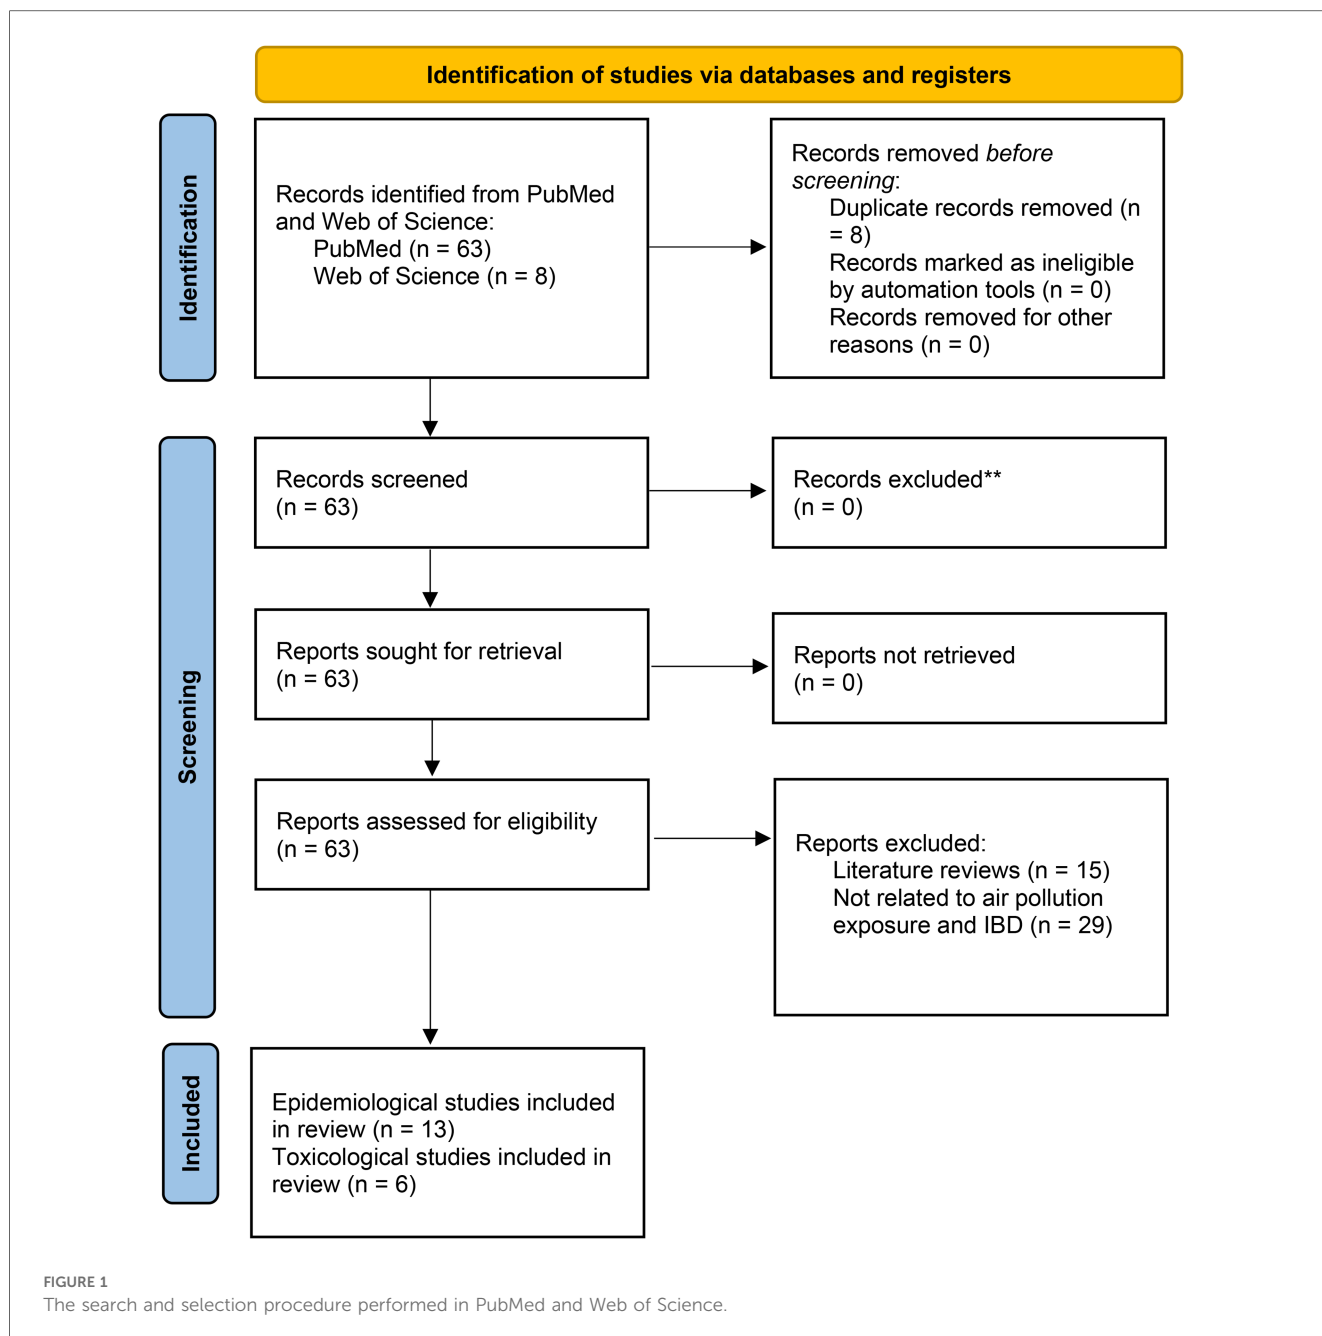 Identification of studies via databases and registers
Identification
Records identified from PubMed
and Web of Science:
PubMed (n = 63)
Web of Science (n = 8)
Records removed before
screening:
Duplicate records removed (n
= 8)
Records marked as ineligible
by automation tools (n = 0)
Records removed for other
reasons (n = 0)
Screening
Records screened
(n = 63)
Records excluded**
(n = 0)
Reports sought for retrieval
(n = 63)
Reports not retrieved
(n = 0)
Reports assessed for eligibility
(n = 63)
Reports excluded:
Literature reviews (n = 15)
Not related to air pollution
exposure and IBD (n = 29)
Included
Epidemiological studies included
in review (n = 13)
Toxicological studies included in
review (n = 6)
FIGURE 1
The search and selection procedure performed in PubMed and Web of Science.